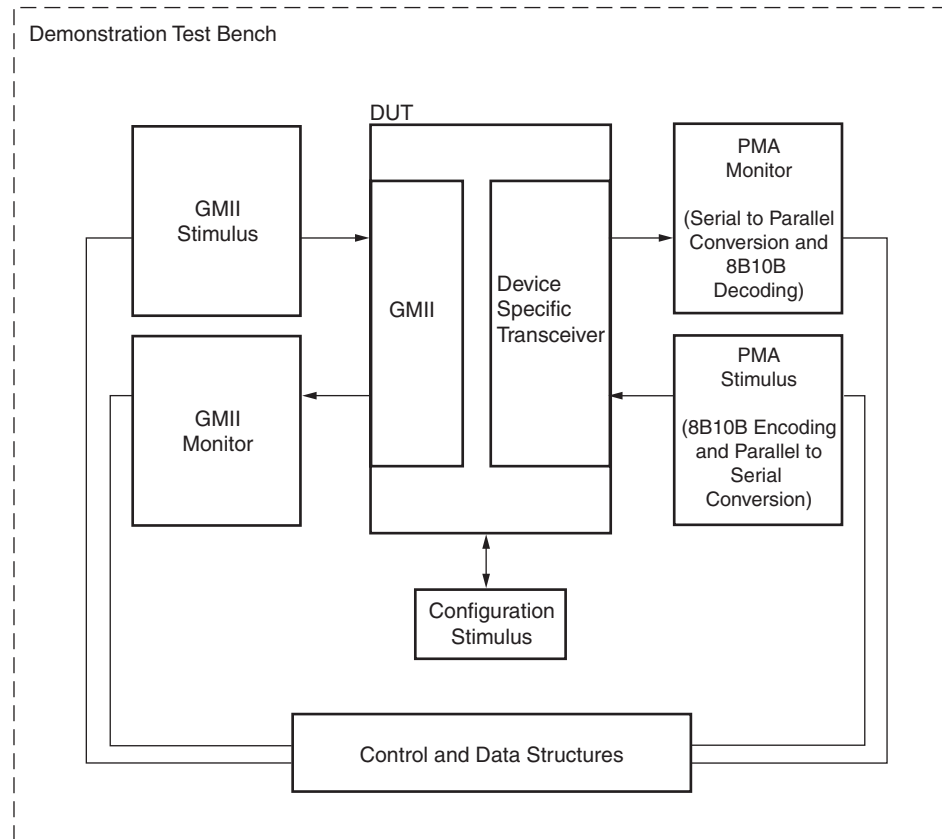 Demonstration Test Bench
DUT
GMII
Stimulus
GMII
Monitor
GMII
Device
Specific
Transceiver
PMA
Monitor
(Serial to Parallel
Conversion and
8B10B
Decoding)
PMA
Stimulus
(8B10B Encoding
and Parallel to
Serial
Conversion)
Configuration
Stimulus
Control and Data Structures